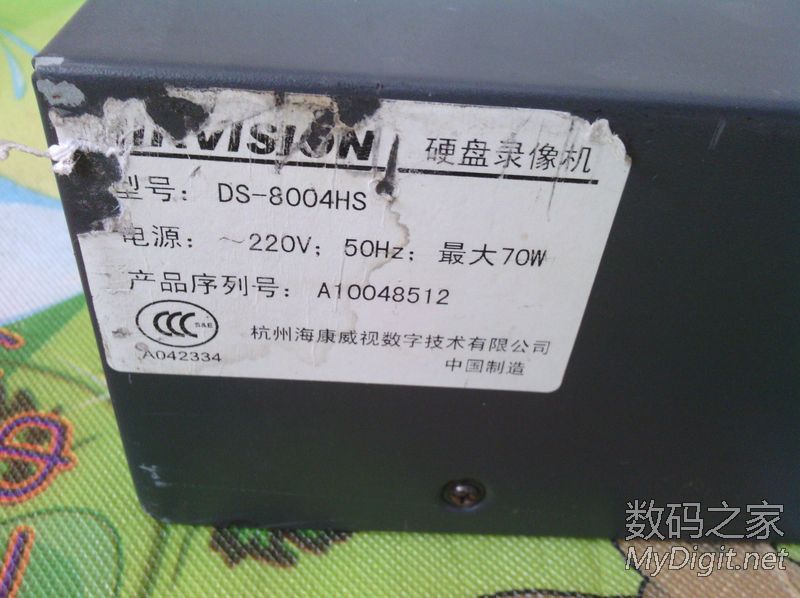 HIKVISION 硬盘录像机
型号： DS-8004HS
电源： ～220V；50Hz；最大70W
产品序列号： A10048512
CCC S&E
A042334
杭州海康威视数字技术有限公司
中国制造
数码之家
MyDigit.net